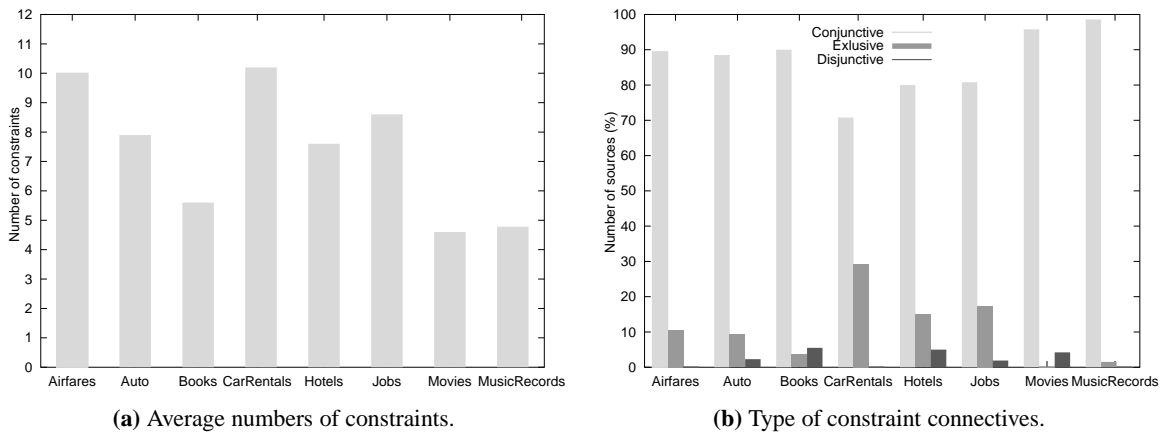 12
11
10
9
8
7
6
5
4
3
2
1
0
Number of constraints
Airfares Auto Books CarRentals Hotels Jobs Movies MusicRecords
(a) Average numbers of constraints.
100
90
80
70
60
50
40
30
20
10
0
Number of sources (%)
Conjunctive
Exlusive
Disjunctive
Airfares Auto Books CarRentals Hotels Jobs Movies MusicRecords
(b) Type of constraint connectives.